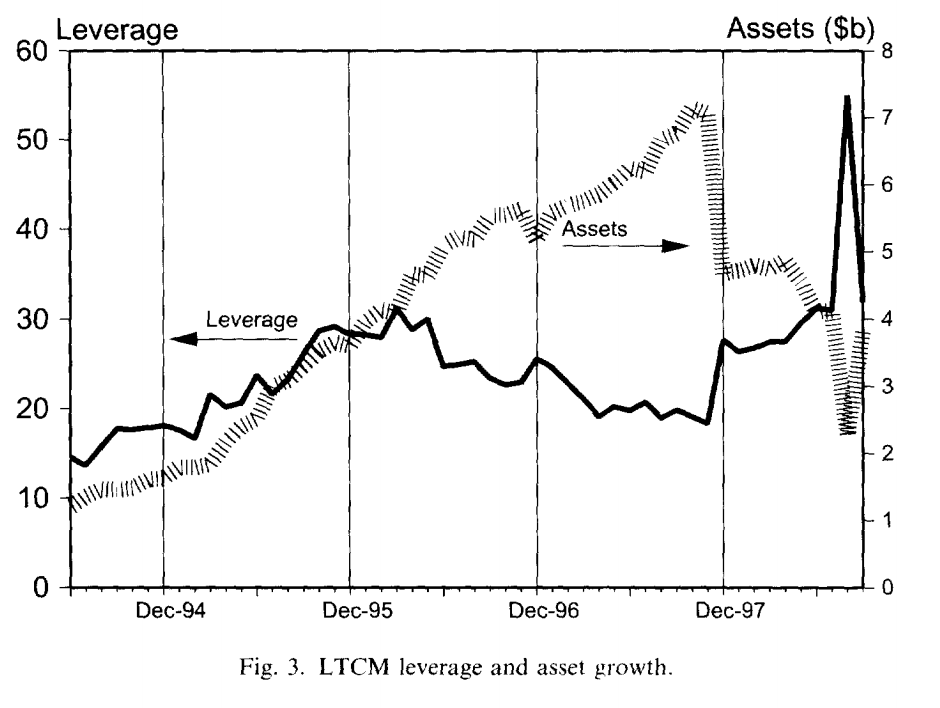 Leverage Assets ($b)
60 8
7
50
6
40
Assets
5
30 Leverage 4
3
20
2
10
1
0 0
Dec-94 Dec-95 Dec-96 Dec-97
Fig. 3. LTCM leverage and asset growth.